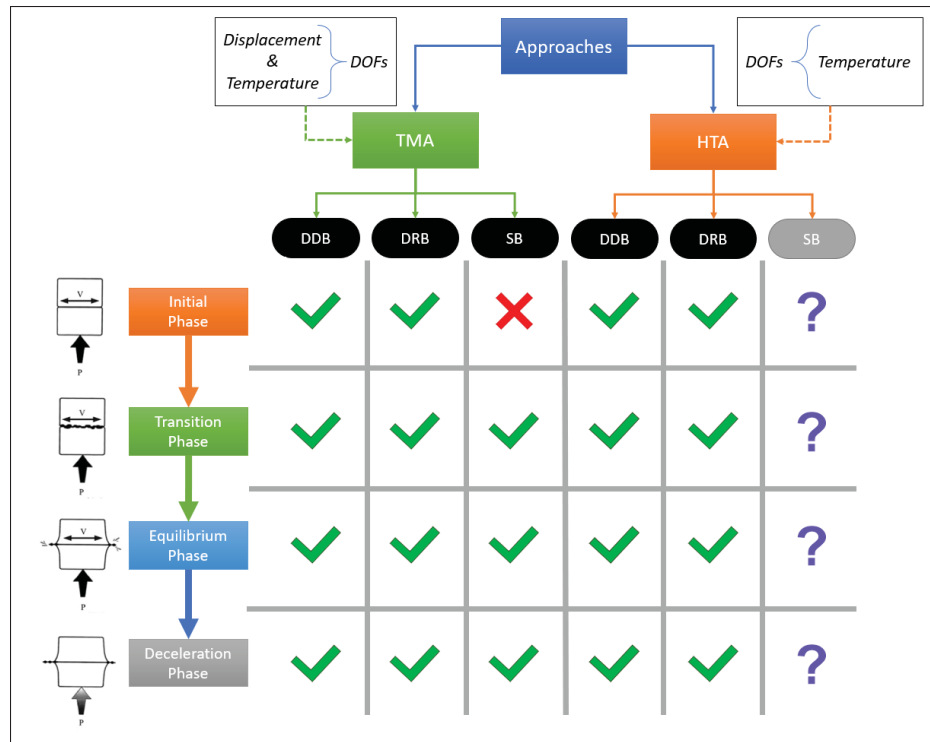 Displacement
&
Temperature
DOFs
Approaches
DOFs
Temperature
TMA
HTA
DDB
DRB
SB
DDB
DRB
SB
V
P
Initial
Phase
?
V
P
Transition
Phase
?
V
P
Equilibrium
Phase
?
P
Deceleration
Phase
?